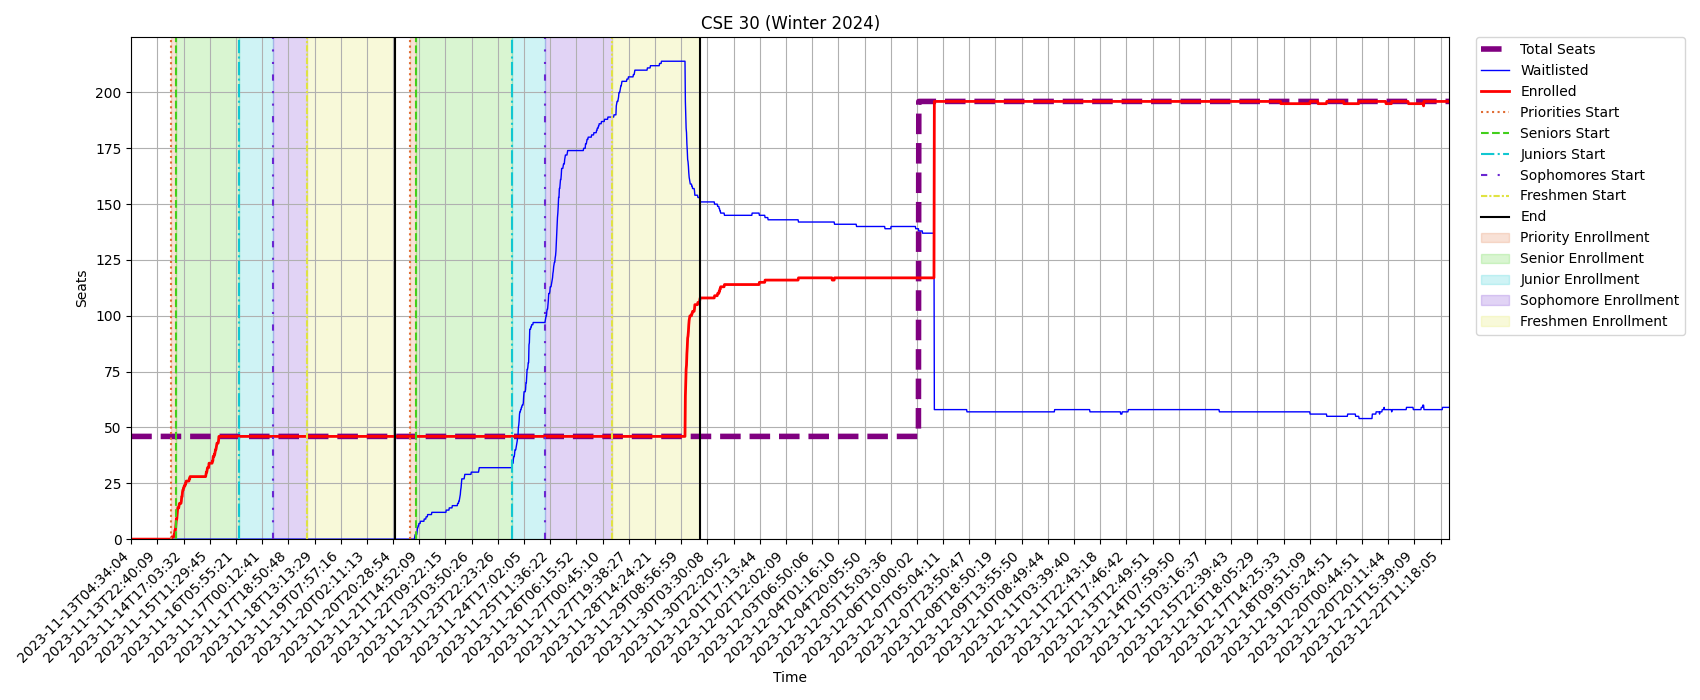 CSE 30 (Winter 2024)
Seats
200
175
150
125
100
75
50
25
0
2023-11-13T04:34:04
2023-11-13T22:40:09
2023-11-14T17:03:32
2023-11-15T11:29:45
2023-11-16T05:55:21
2023-11-17T00:12:41
2023-11-17T18:50:48
2023-11-18T13:13:29
2023-11-19T07:57:16
2023-11-20T02:11:13
2023-11-20T20:28:54
2023-11-21T14:52:09
2023-11-22T09:22:15
2023-11-23T03:50:26
2023-11-23T22:23:26
2023-11-24T17:02:05
2023-11-25T11:36:22
2023-11-26T06:15:52
2023-11-27T00:45:10
2023-11-27T19:38:27
2023-11-28T14:24:21
2023-11-29T08:56:59
2023-11-30T03:30:08
2023-11-30T22:20:52
2023-12-01T17:13:44
2023-12-02T12:02:09
2023-12-03T06:50:06
2023-12-04T01:16:10
2023-12-04T20:05:50
2023-12-05T15:03:36
2023-12-06T10:00:02
2023-12-07T05:04:11
2023-12-07T23:50:47
2023-12-08T18:50:19
2023-12-09T13:55:50
2023-12-10T08:49:44
2023-12-11T03:39:40
2023-12-11T22:43:18
2023-12-12T17:46:42
2023-12-13T12:49:51
2023-12-14T07:59:50
2023-12-15T03:16:37
2023-12-15T22:39:43
2023-12-16T18:05:29
2023-12-17T14:25:33
2023-12-18T09:51:09
2023-12-19T05:24:51
2023-12-20T00:44:51
2023-12-20T20:11:44
2023-12-21T15:39:09
2023-12-22T11:18:05
Time
Total Seats
Waitlisted
Enrolled
Priorities Start
Seniors Start
Juniors Start
Sophomores Start
Freshmen Start
End
Priority Enrollment
Senior Enrollment
Junior Enrollment
Sophomore Enrollment
Freshmen Enrollment